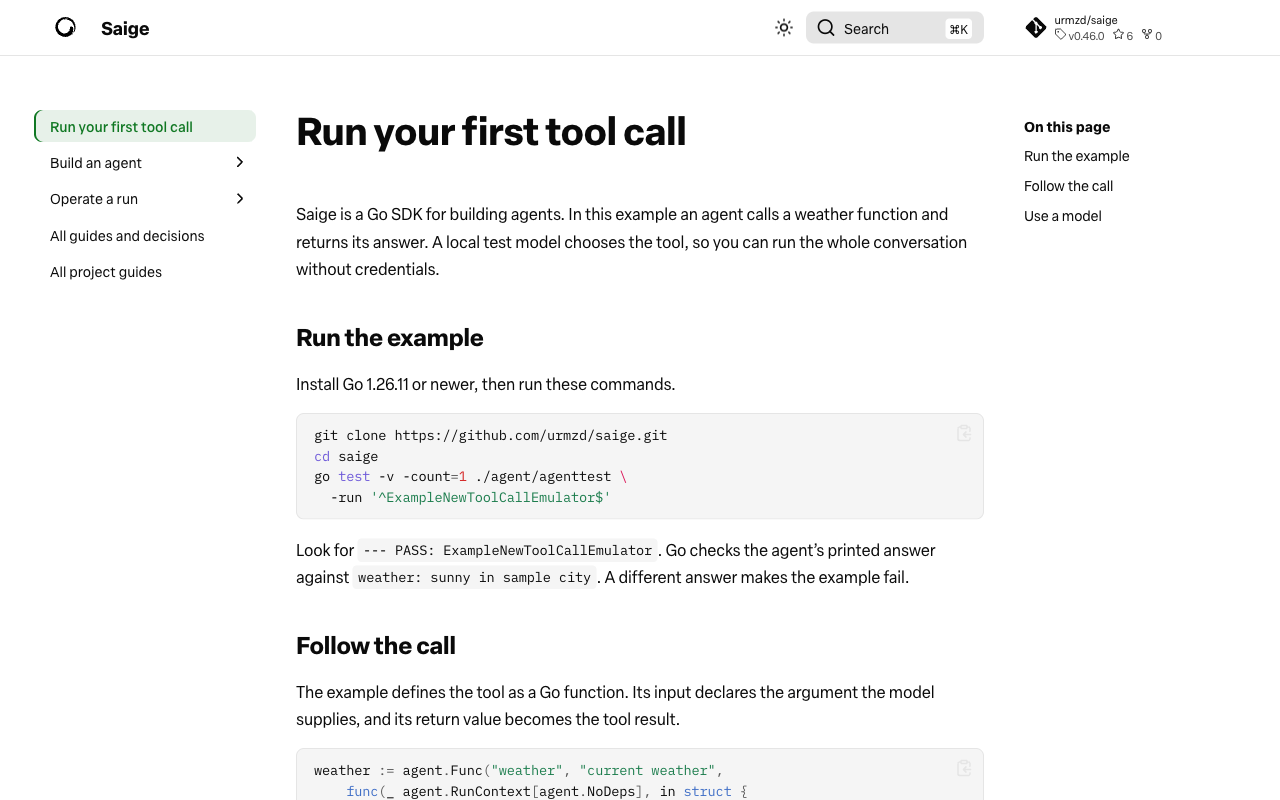 Saige
Search
⌘K
urmzd/saige
v0.46.0 6 0
Run your first tool call
Build an agent
Operate a run
All guides and decisions
All project guides
Run your first tool call
Saige is a Go SDK for building agents. In this example an agent calls a weather function and
returns its answer. A local test model chooses the tool, so you can run the whole conversation
without credentials.
Run the example
Install Go 1.26.11 or newer, then run these commands.
git clone https://github.com/urmzd/saige.git
cd saige
go test -v -count=1 ./agent/agenttest \
  -run '^ExampleNewToolCallEmulator$'
Look for --- PASS: ExampleNewToolCallEmulator . Go checks the agent’s printed answer
against weather: sunny in sample city . A different answer makes the example fail.
Follow the call
The example defines the tool as a Go function. Its input declares the argument the model
supplies, and its return value becomes the tool result.
weather := agent.Func("weather", "current weather",
    func(_ agent.RunContext[agent.NoDeps], in struct {
On this page
Run the example
Follow the call
Use a model